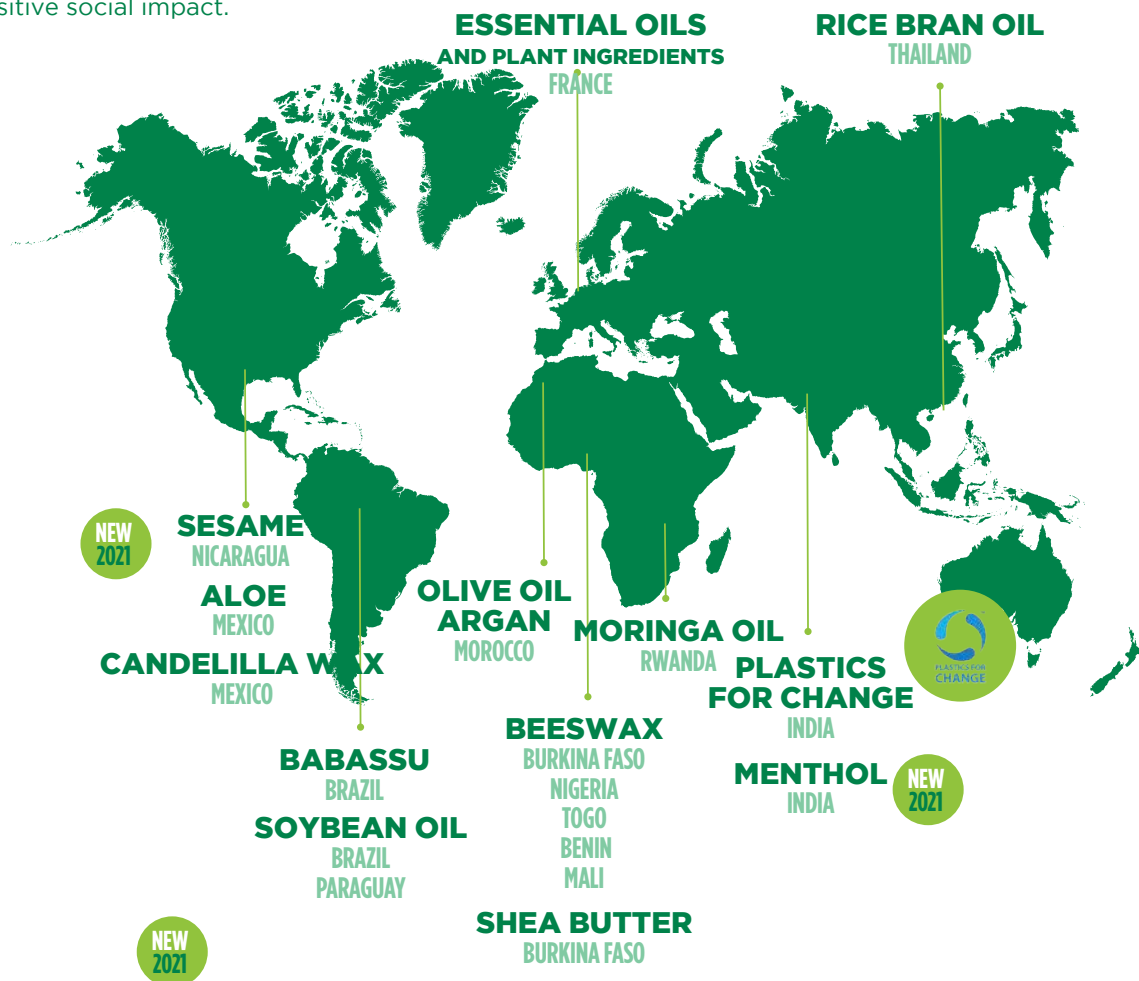 sitive social impact.
ESSENTIAL OILS
AND PLANT INGREDIENTS
FRANCE
RICE BRAN OIL
THAILAND
NEW
2021
SESAME
NICARAGUA
ALOE
MEXICO
CANDELILLA WAX
MEXICO
BABASSU
BRAZIL
SOYBEAN OIL
BRAZIL
PARAGUAY
NEW
2021
OLIVE OIL
ARGAN
MOROCCO
BEESWAX
BURKINA FASO
NIGERIA
TOGO
BENIN
MALI
SHEA BUTTER
BURKINA FASO
MORINGA OIL
RWANDA
PLASTICS
FOR CHANGE
INDIA
PLASTICS FOR
CHANGE
MENTHOL
INDIA
NEW
2021